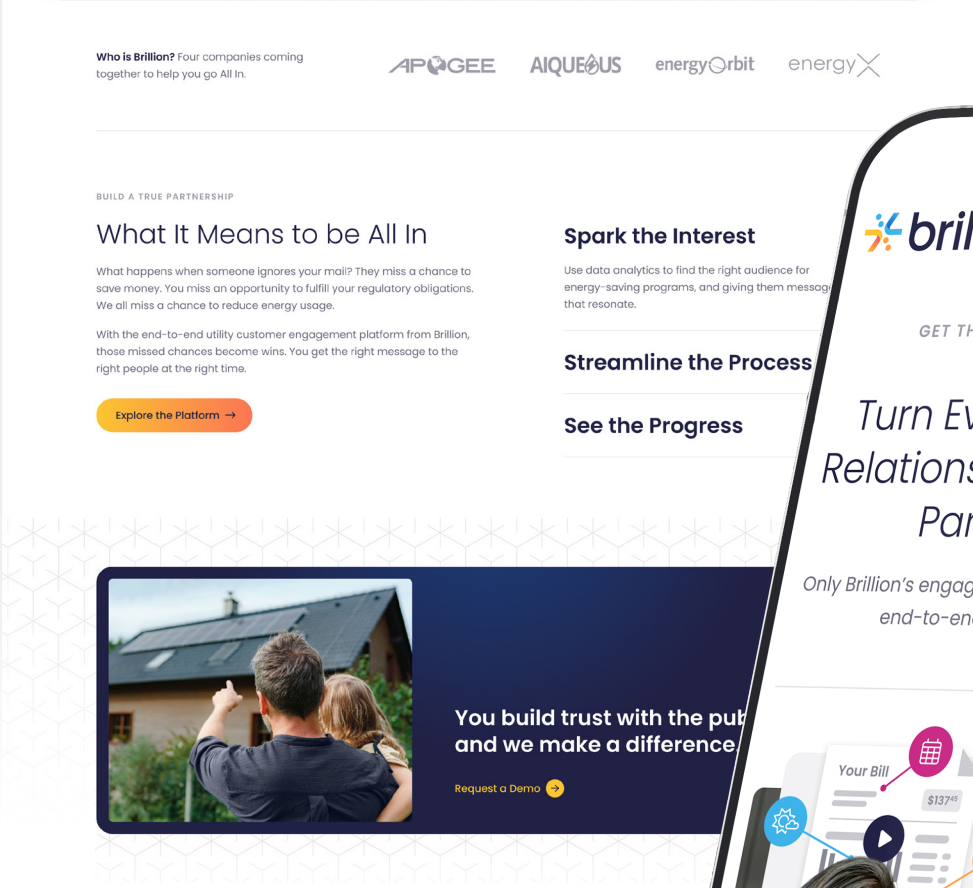 Who is Brillion? Four companies coming
together to help you go All In.
APOGEE
AIQUEOUS
energyOrbit
energyX
BUILD A TRUE PARTNERSHIP
What It Means to be All In
What happens when someone ignores your mail? They miss a chance to
save money. You miss an opportunity to fulfill your regulatory obligations.
We all miss a chance to reduce energy usage.
With the end-to-end utility customer engagement platform from Brillion,
those missed chances become wins. You get the right message to the
right people at the right time.
Explore the Platform →
Spark the Interest
Use data analytics to find the right audience for
energy-saving programs, and giving them messag
that resonate.
Streamline the Process
See the Progress
You build trust with the pub
and we make a difference.
Request a Demo
bril
GET TH
Turn Ev
Relations
Par
Only Brillion's engag
end-to-en
Your Bill
$137⁴⁵